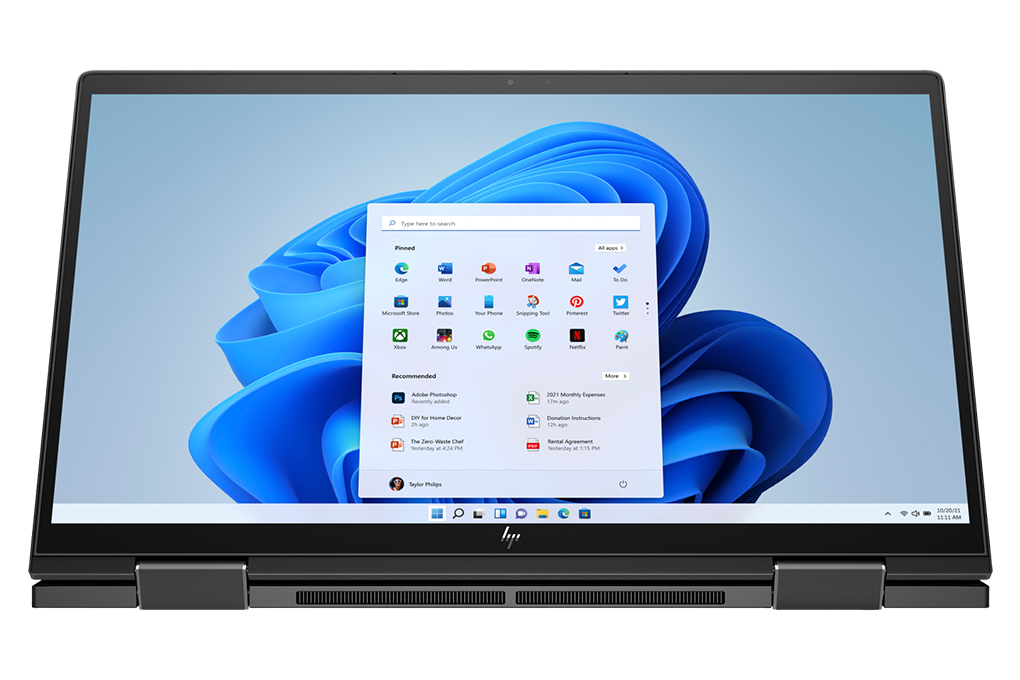 Type here to search
Pinned
All apps >
Edge
Word
PowerPoint
OneNote
Mail
To Do
Microsoft Store
Photos
Your Phone
Snipping Tool
Pinterest
Twitter
Xbox
Among Us
WhatsApp
Spotify
Netflix
Paint
Recommended
More >
Ps
Adobe Photoshop
Recently added
2021 Monthly Expenses
17m ago
DIY for Home Decor
2h ago
Donation Instructions
12h ago
The Zero-Waste Chef
Yesterday at 4:24 PM
PDF
Rental Agreement
Yesterday at 1:15 PM
Taylor Philips
10/20/21
11:11 AM
hp